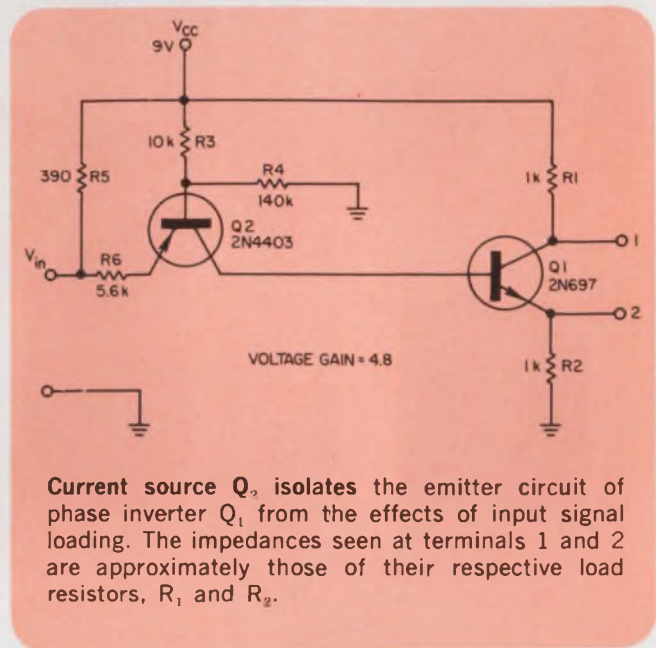 Vcc
9V
10k R3
R4
140k
390 R5
1k R1
Q2
2N4403
Vin
R6
5.6k
Q1
2N697
1
2
VOLTAGE GAIN = 4.8
1k R2
Current source Q₂ isolates the emitter circuit of
phase inverter Q₁ from the effects of input signal
loading. The impedances seen at terminals 1 and 2
are approximately those of their respective load
resistors, R₁ and R₂.